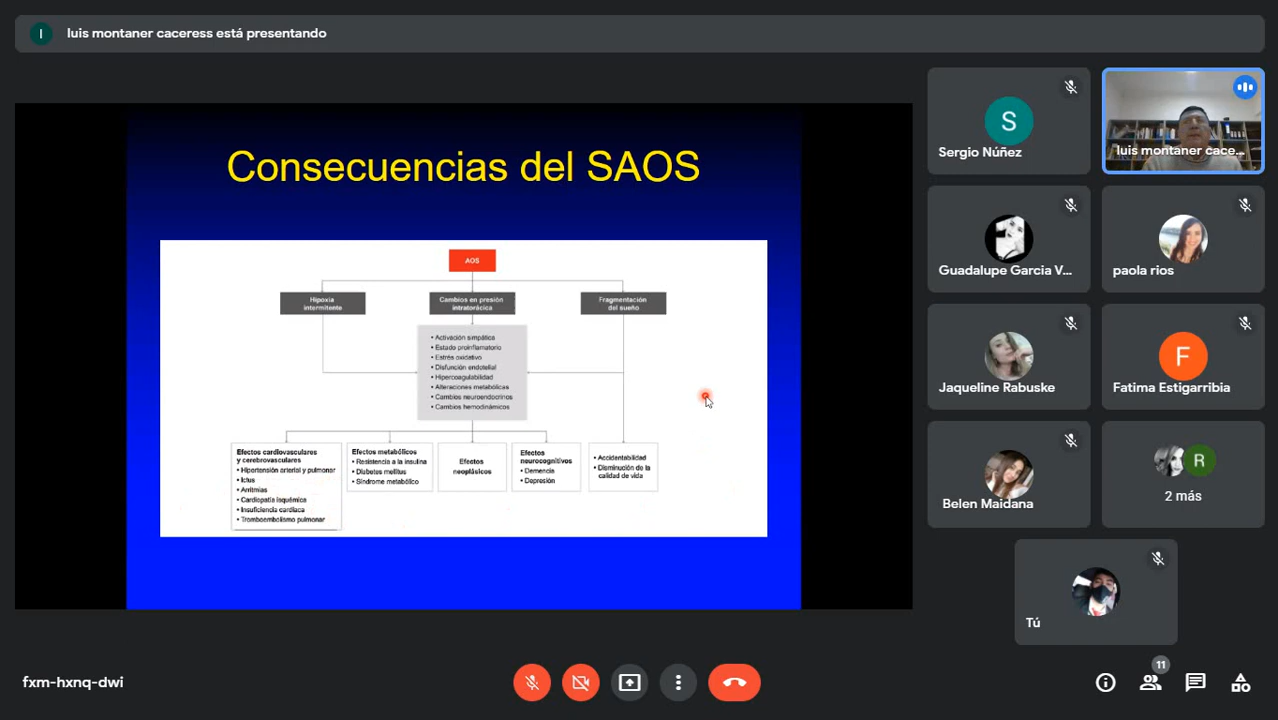 I
luis montaner caceress está presentando
Consecuencias del SAOS
AOS
Hipoxia
intermitente
Cambios en presión
intratorácica
Fragmentación
del sueño
• Activación simpática
• Estado proinflamatorio
• Estrés oxidativo
• Disfunción endotelial
• Hipercoagulabilidad
• Alteraciones metabólicas
• Cambios neuroendocrinos
• Cambios hemodinámicos
Efectos cardiovasculares
y cerebrovasculares
• Hipertensión arterial y pulmonar
• Ictus
• Arritmias
• Cardiopatía isquémica
• Insuficiencia cardíaca
• Tromboembolismo pulmonar
Efectos metabólicos
• Resistencia a la insulina
• Diabetes mellitus
• Síndrome metabólico
Efectos
neoplásicos
Efectos
neurocognitivos
• Demencia
• Depresión
• Accidentabilidad
• Disminución de la
calidad de vida
S
Sergio Núñez
luis montaner cace...
Guadalupe Garcia V...
paola rios
Jaqueline Rabuske
F
Fatima Estigarribia
Belen Maidana
R
2 más
Tú
fxm-hxnq-dwi
11